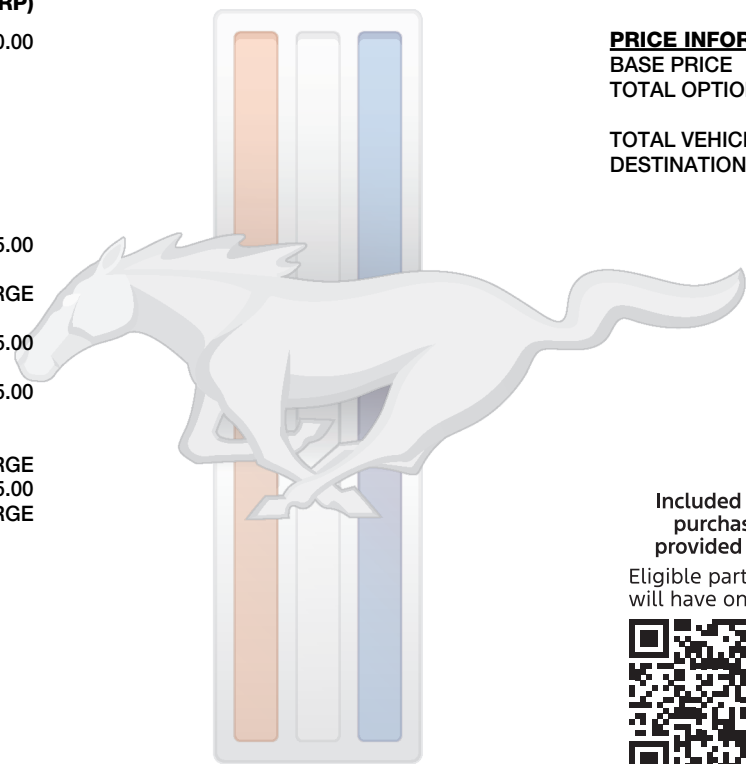 RP)
0.00
5.00
RGE
5.00
5.00
RGE
5.00
RGE
PRICE INFOR
BASE PRICE
TOTAL OPTIO
TOTAL VEHICL
DESTINATION
Included
purchas
provided
Eligible part
will have on